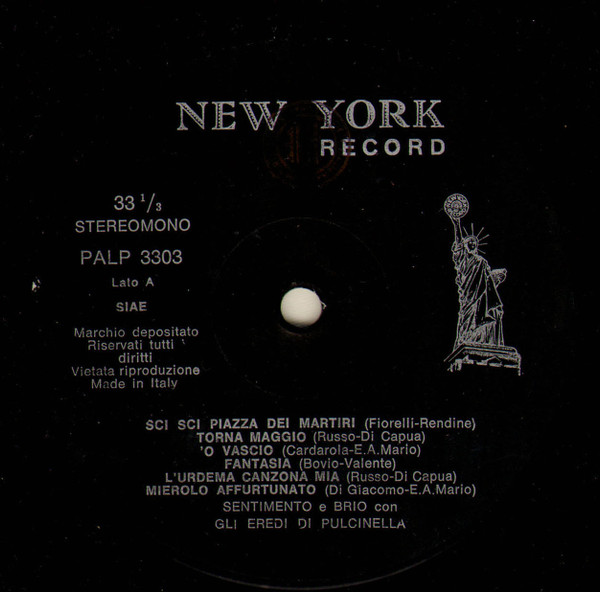 NEW YORK
RECORD
33 1/3
STEREOMONO
PALP 3303
Lato A
SIAE
Marchio depositato
Riservati tutti i
diritti
Vietata riproduzione
Made in Italy
SCI SCI PIAZZA DEI MARTIRI (Fiorelli-Rendine)
TORNA MAGGIO (Russo-Di Capua)
'O VASCIO (Cardarola-E.A.Mario)
FANTASIA (Bovio-Valente)
L'URDEMA CANZONA MIA (Russo-Di Capua)
MIEROLO AFFURTUNATO (Di Giacomo-E.A.Mario)
SENTIMENTO e BRIO con
GLI EREDI DI PULCINELLA